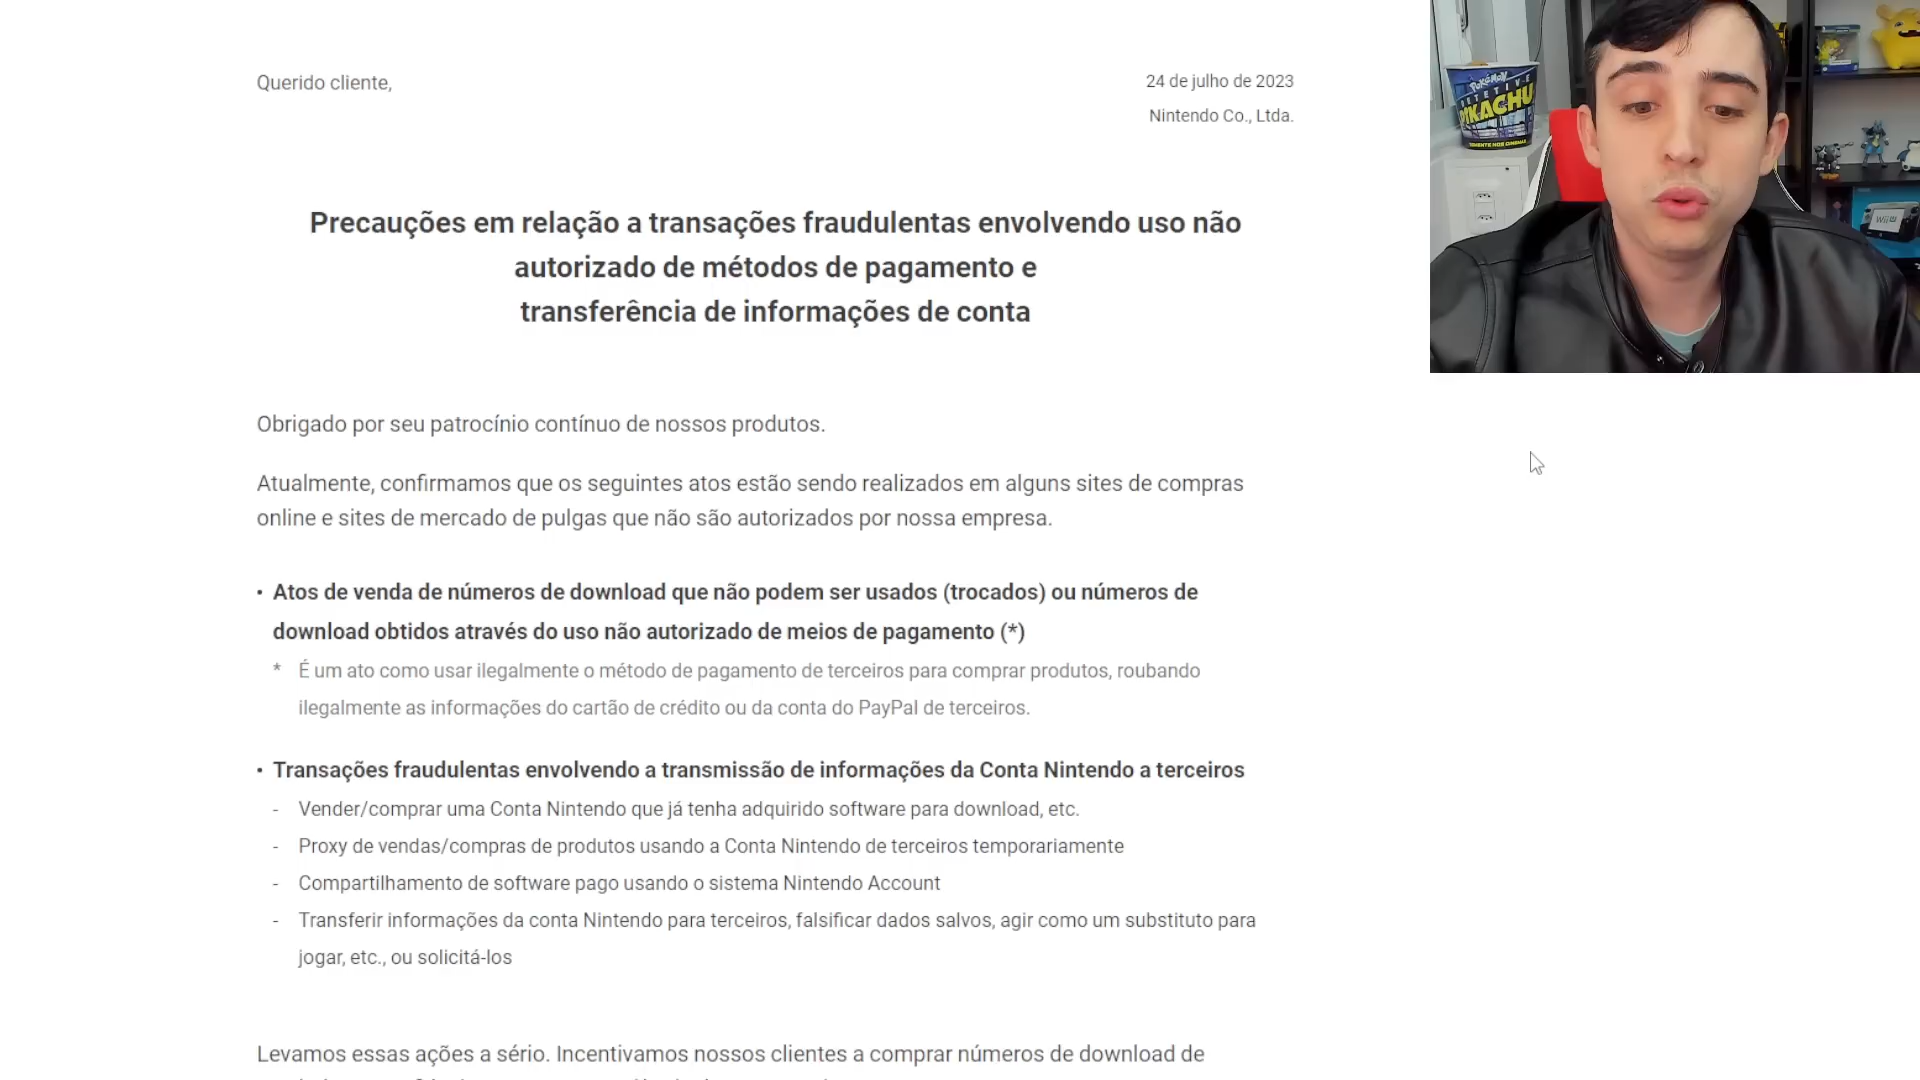 Querido cliente,
24 de julho de 2023
Nintendo Co., Ltda.
Precauções em relação a transações fraudulentas envolvendo uso não
autorizado de métodos de pagamento e
transferência de informações de conta
Obrigado por seu patrocínio contínuo de nossos produtos.
Atualmente, confirmamos que os seguintes atos estão sendo realizados em alguns sites de compras
online e sites de mercado de pulgas que não são autorizados por nossa empresa.
• Atos de venda de números de download que não podem ser usados (trocados) ou números de
download obtidos através do uso não autorizado de meios de pagamento (*)
* É um ato como usar ilegalmente o método de pagamento de terceiros para comprar produtos, roubando
ilegalmente as informações do cartão de crédito ou da conta do PayPal de terceiros.
• Transações fraudulentas envolvendo a transmissão de informações da Conta Nintendo a terceiros
- Vender/comprar uma Conta Nintendo que já tenha adquirido software para download, etc.
- Proxy de vendas/compras de produtos usando a Conta Nintendo de terceiros temporariamente
- Compartilhamento de software pago usando o sistema Nintendo Account
- Transferir informações da conta Nintendo para terceiros, falsificar dados salvos, agir como um substituto para
jogar, etc., ou solicitá-los
Levamos essas ações a sério. Incentivamos nossos clientes a comprar números de download de
POKÉMON
DETETIVE
PIKACHU
SOMENTE NOS CINEMAS
Wii U